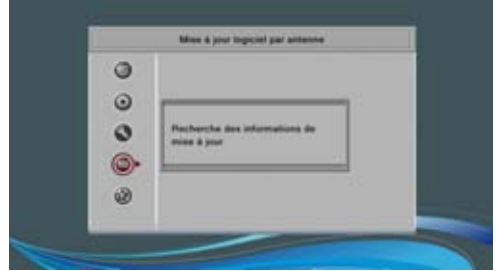 Mise à jour logiciel par antenne
Recherche des informations de
mise à jour